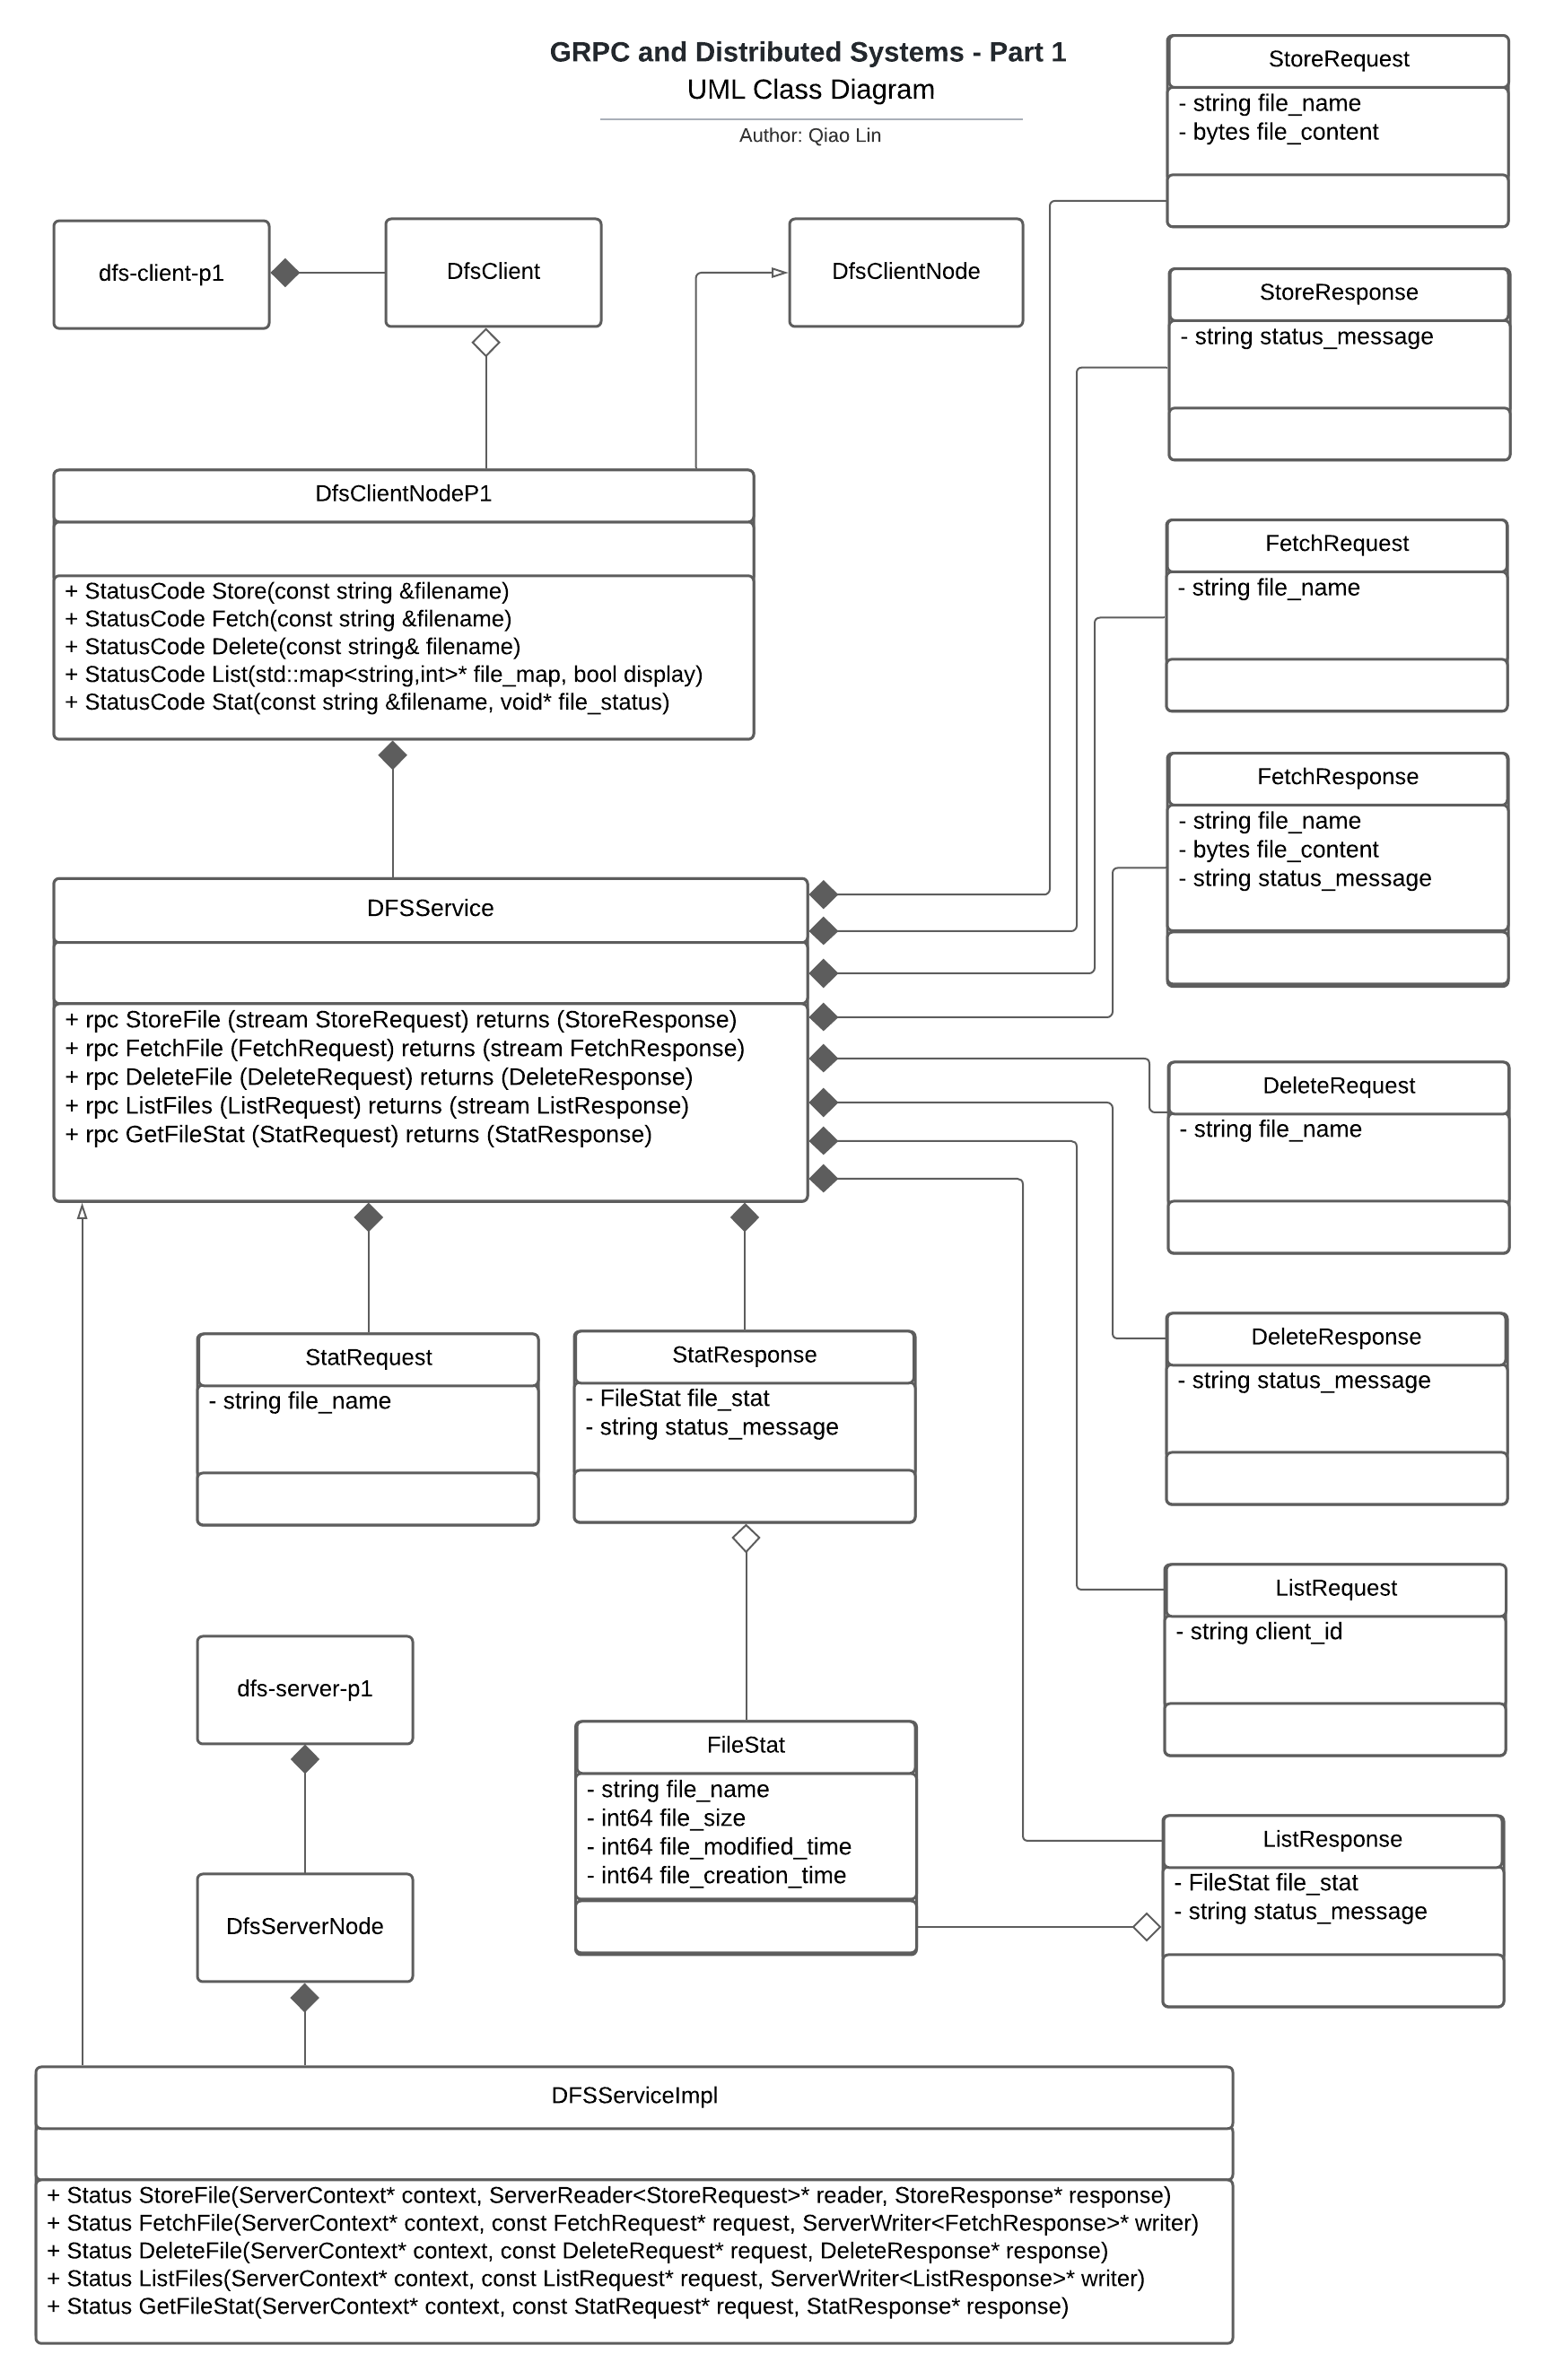 GRPC and Distributed Systems - Part 1
UML Class Diagram
Author: Qiao Lin
StoreRequest
- string file_name
- bytes file_content
dfs-client-p1
DfsClient
DfsClientNode
StoreResponse
- string status_message
DfsClientNodeP1
+ StatusCode Store(const string &filename)
+ StatusCode Fetch(const string &filename)
+ StatusCode Delete(const string& filename)
+ StatusCode List(std::map<string,int>* file_map, bool display)
+ StatusCode Stat(const string &filename, void* file_status)
FetchRequest
- string file_name
FetchResponse
- string file_name
- bytes file_content
- string status_message
DFSService
+ rpc StoreFile (stream StoreRequest) returns (StoreResponse)
+ rpc FetchFile (FetchRequest) returns (stream FetchResponse)
+ rpc DeleteFile (DeleteRequest) returns (DeleteResponse)
+ rpc ListFiles (ListRequest) returns (stream ListResponse)
+ rpc GetFileStat (StatRequest) returns (StatResponse)
DeleteRequest
- string file_name
DeleteResponse
- string status_message
StatRequest
- string file_name
StatResponse
- FileStat file_stat
- string status_message
ListRequest
- string client_id
dfs-server-p1
FileStat
- string file_name
- int64 file_size
- int64 file_modified_time
- int64 file_creation_time
ListResponse
- FileStat file_stat
- string status_message
DfsServerNode
DFSServiceImpl
+ Status StoreFile(ServerContext* context, ServerReader<StoreRequest>* reader, StoreResponse* response)
+ Status FetchFile(ServerContext* context, const FetchRequest* request, ServerWriter<FetchResponse>* writer)
+ Status DeleteFile(ServerContext* context, const DeleteRequest* request, DeleteResponse* response)
+ Status ListFiles(ServerContext* context, const ListRequest* request, ServerWriter<ListResponse>* writer)
+ Status GetFileStat(ServerContext* context, const StatRequest* request, StatResponse* response)